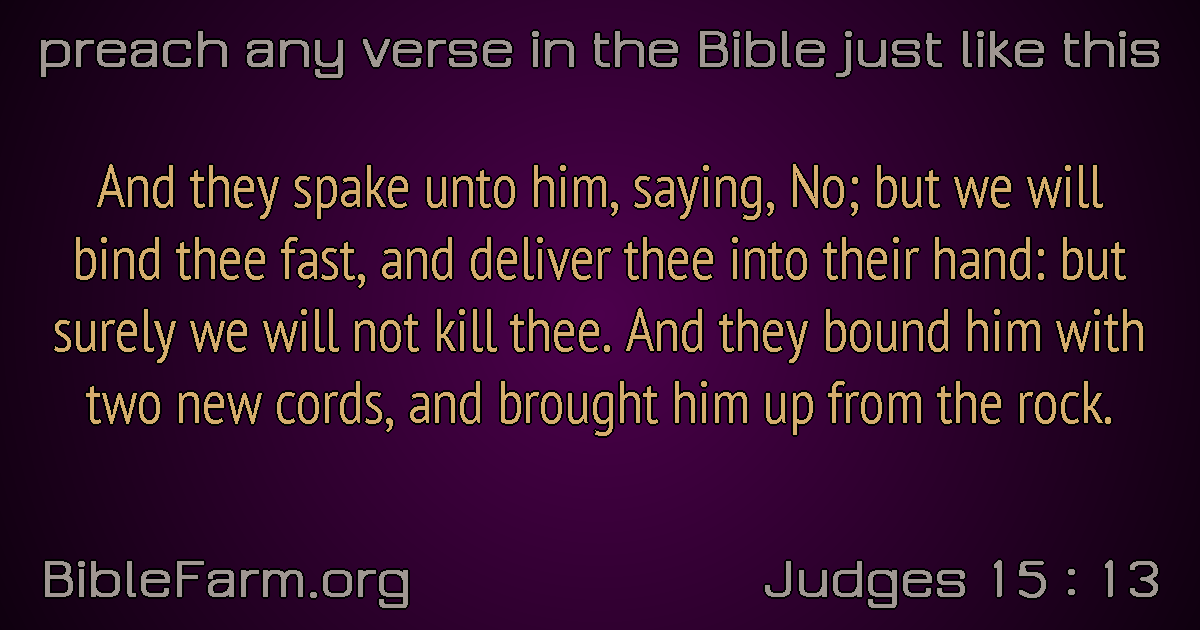 preach any verse in the Bible just like this
And they spake unto him, saying, No; but we will
bind thee fast, and deliver thee into their hand: but
surely we will not kill thee. And they bound him with
two new cords, and brought him up from the rock.
BibleFarm.org
Judges 15 : 13